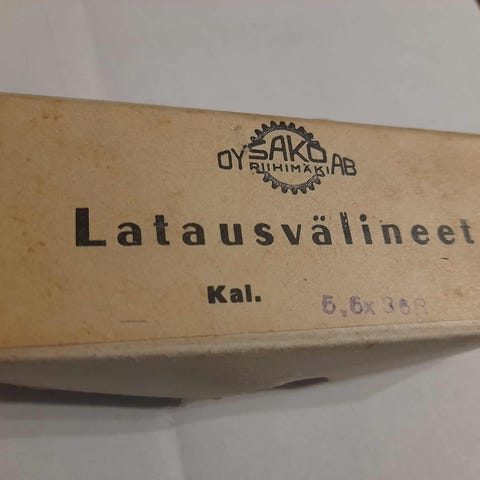 OY SAKO AB
RIIHIMÄKI
Latausvälineet
Kal. 5,6x36R